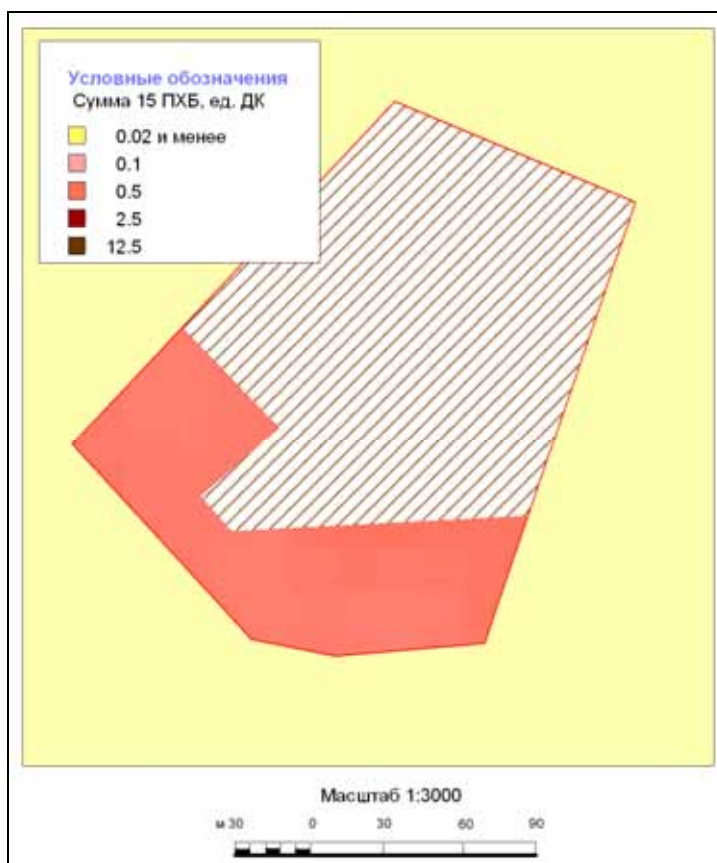 Условные обозначения
Сумма 15 ПХБ, ед. ДК
0.02 и менее
0.1
0.5
2.5
12.5
Масштаб 1:3000
м 30 0 30 60 90